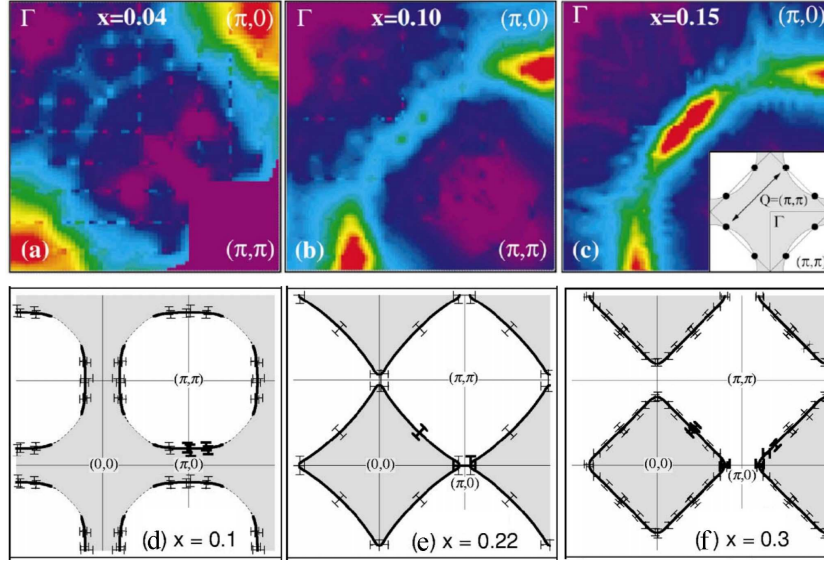 Γ x=0.04 (π,0)
(a) (π,π)
Γ x=0.10 (π,0)
(b) (π,π)
Γ x=0.15 (π,0)
(c)
Q=(π,π)
Γ
(π,π)
(π,π)
(0,0) (π,0)
(d) x = 0.1
(π,π)
(0,0) (π,0)
(e) x = 0.22
(π,π)
(0,0) (π,0)
(f) x = 0.3